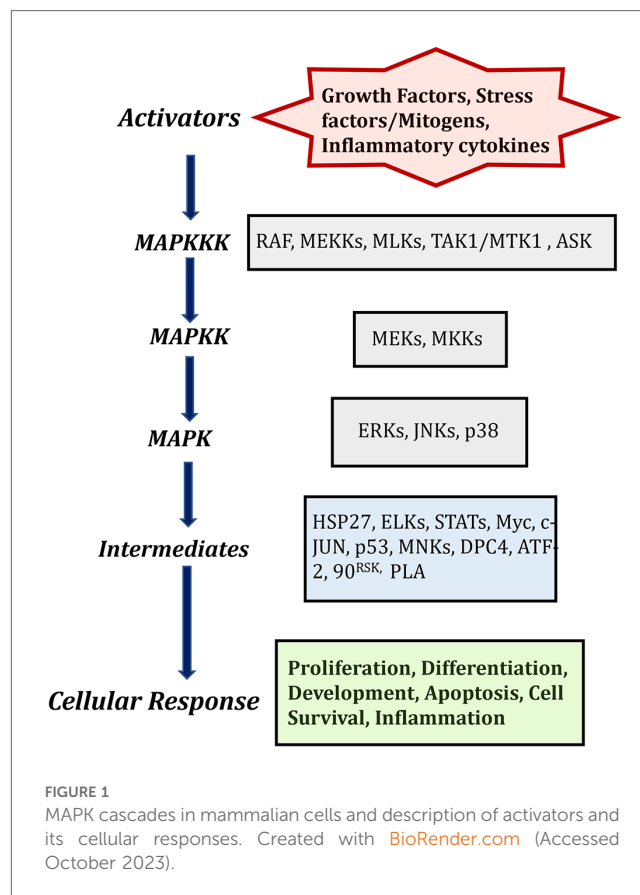 Activators
Growth Factors, Stress
factors/Mitogens,
Inflammatory cytokines
MAPKKK
RAF, MEKKs, MLKs, TAK1/MTK1 , ASK
MAPKK
MEKs, MKKs
MAPK
ERKs, JNKs, p38
Intermediates
HSP27, ELKs, STATs, Myc, c-
JUN, p53, MNKs, DPC4, ATF-
2, 90RSK, PLA
Cellular Response
Proliferation, Differentiation,
Development, Apoptosis, Cell
Survival, Inflammation
FIGURE 1
MAPK cascades in mammalian cells and description of activators and
its cellular responses. Created with BioRender.com (Accessed
October 2023).